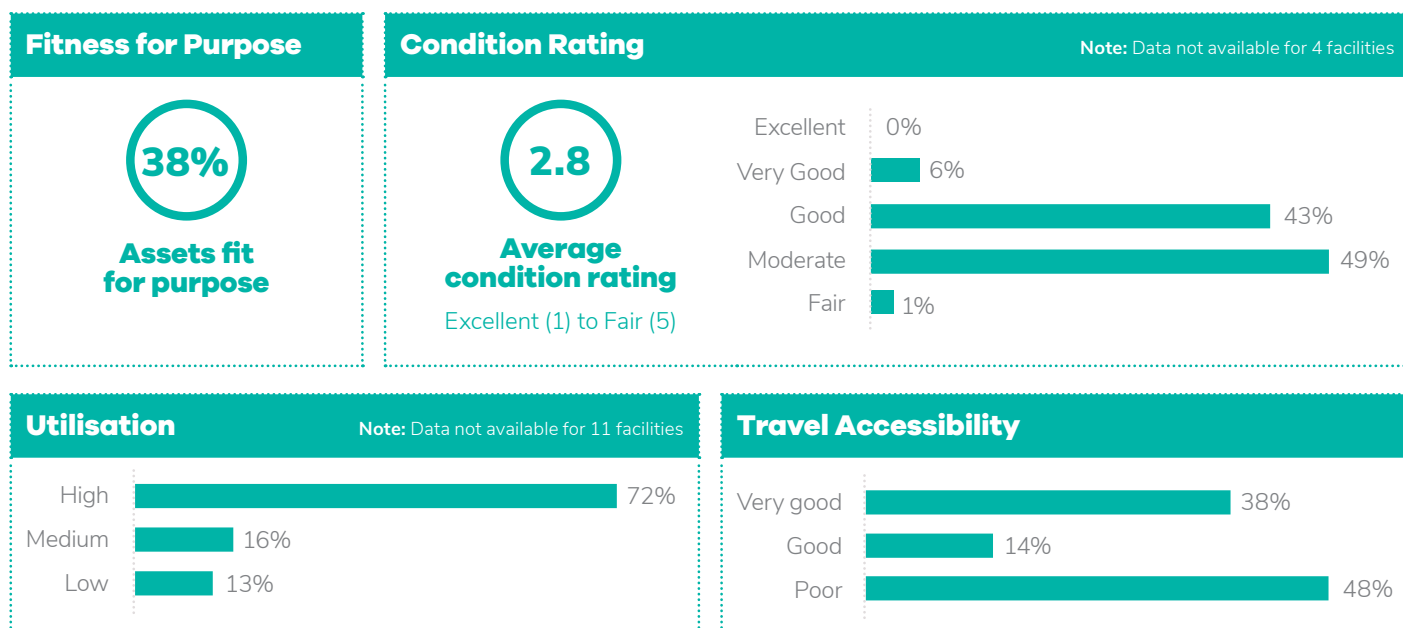 Fitness for Purpose
38%
Assets fit
for purpose
Condition Rating
Note: Data not available for 4 facilities
2.8
Average
condition rating
Excellent (1) to Fair (5)
Excellent 0%
Very Good 6%
Good 43%
Moderate 49%
Fair 1%
Utilisation
Note: Data not available for 11 facilities
High 72%
Medium 16%
Low 13%
Travel Accessibility
Very good 38%
Good 14%
Poor 48%